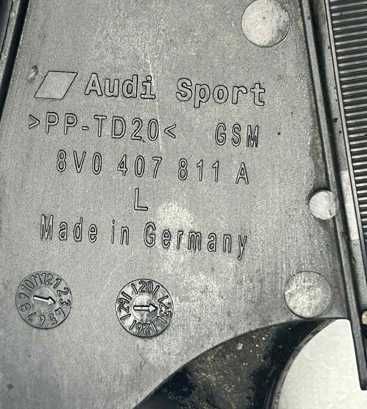 Audi Sport
>PP-TD20< GSM
8V0 407 811 A
L
Made in Germany